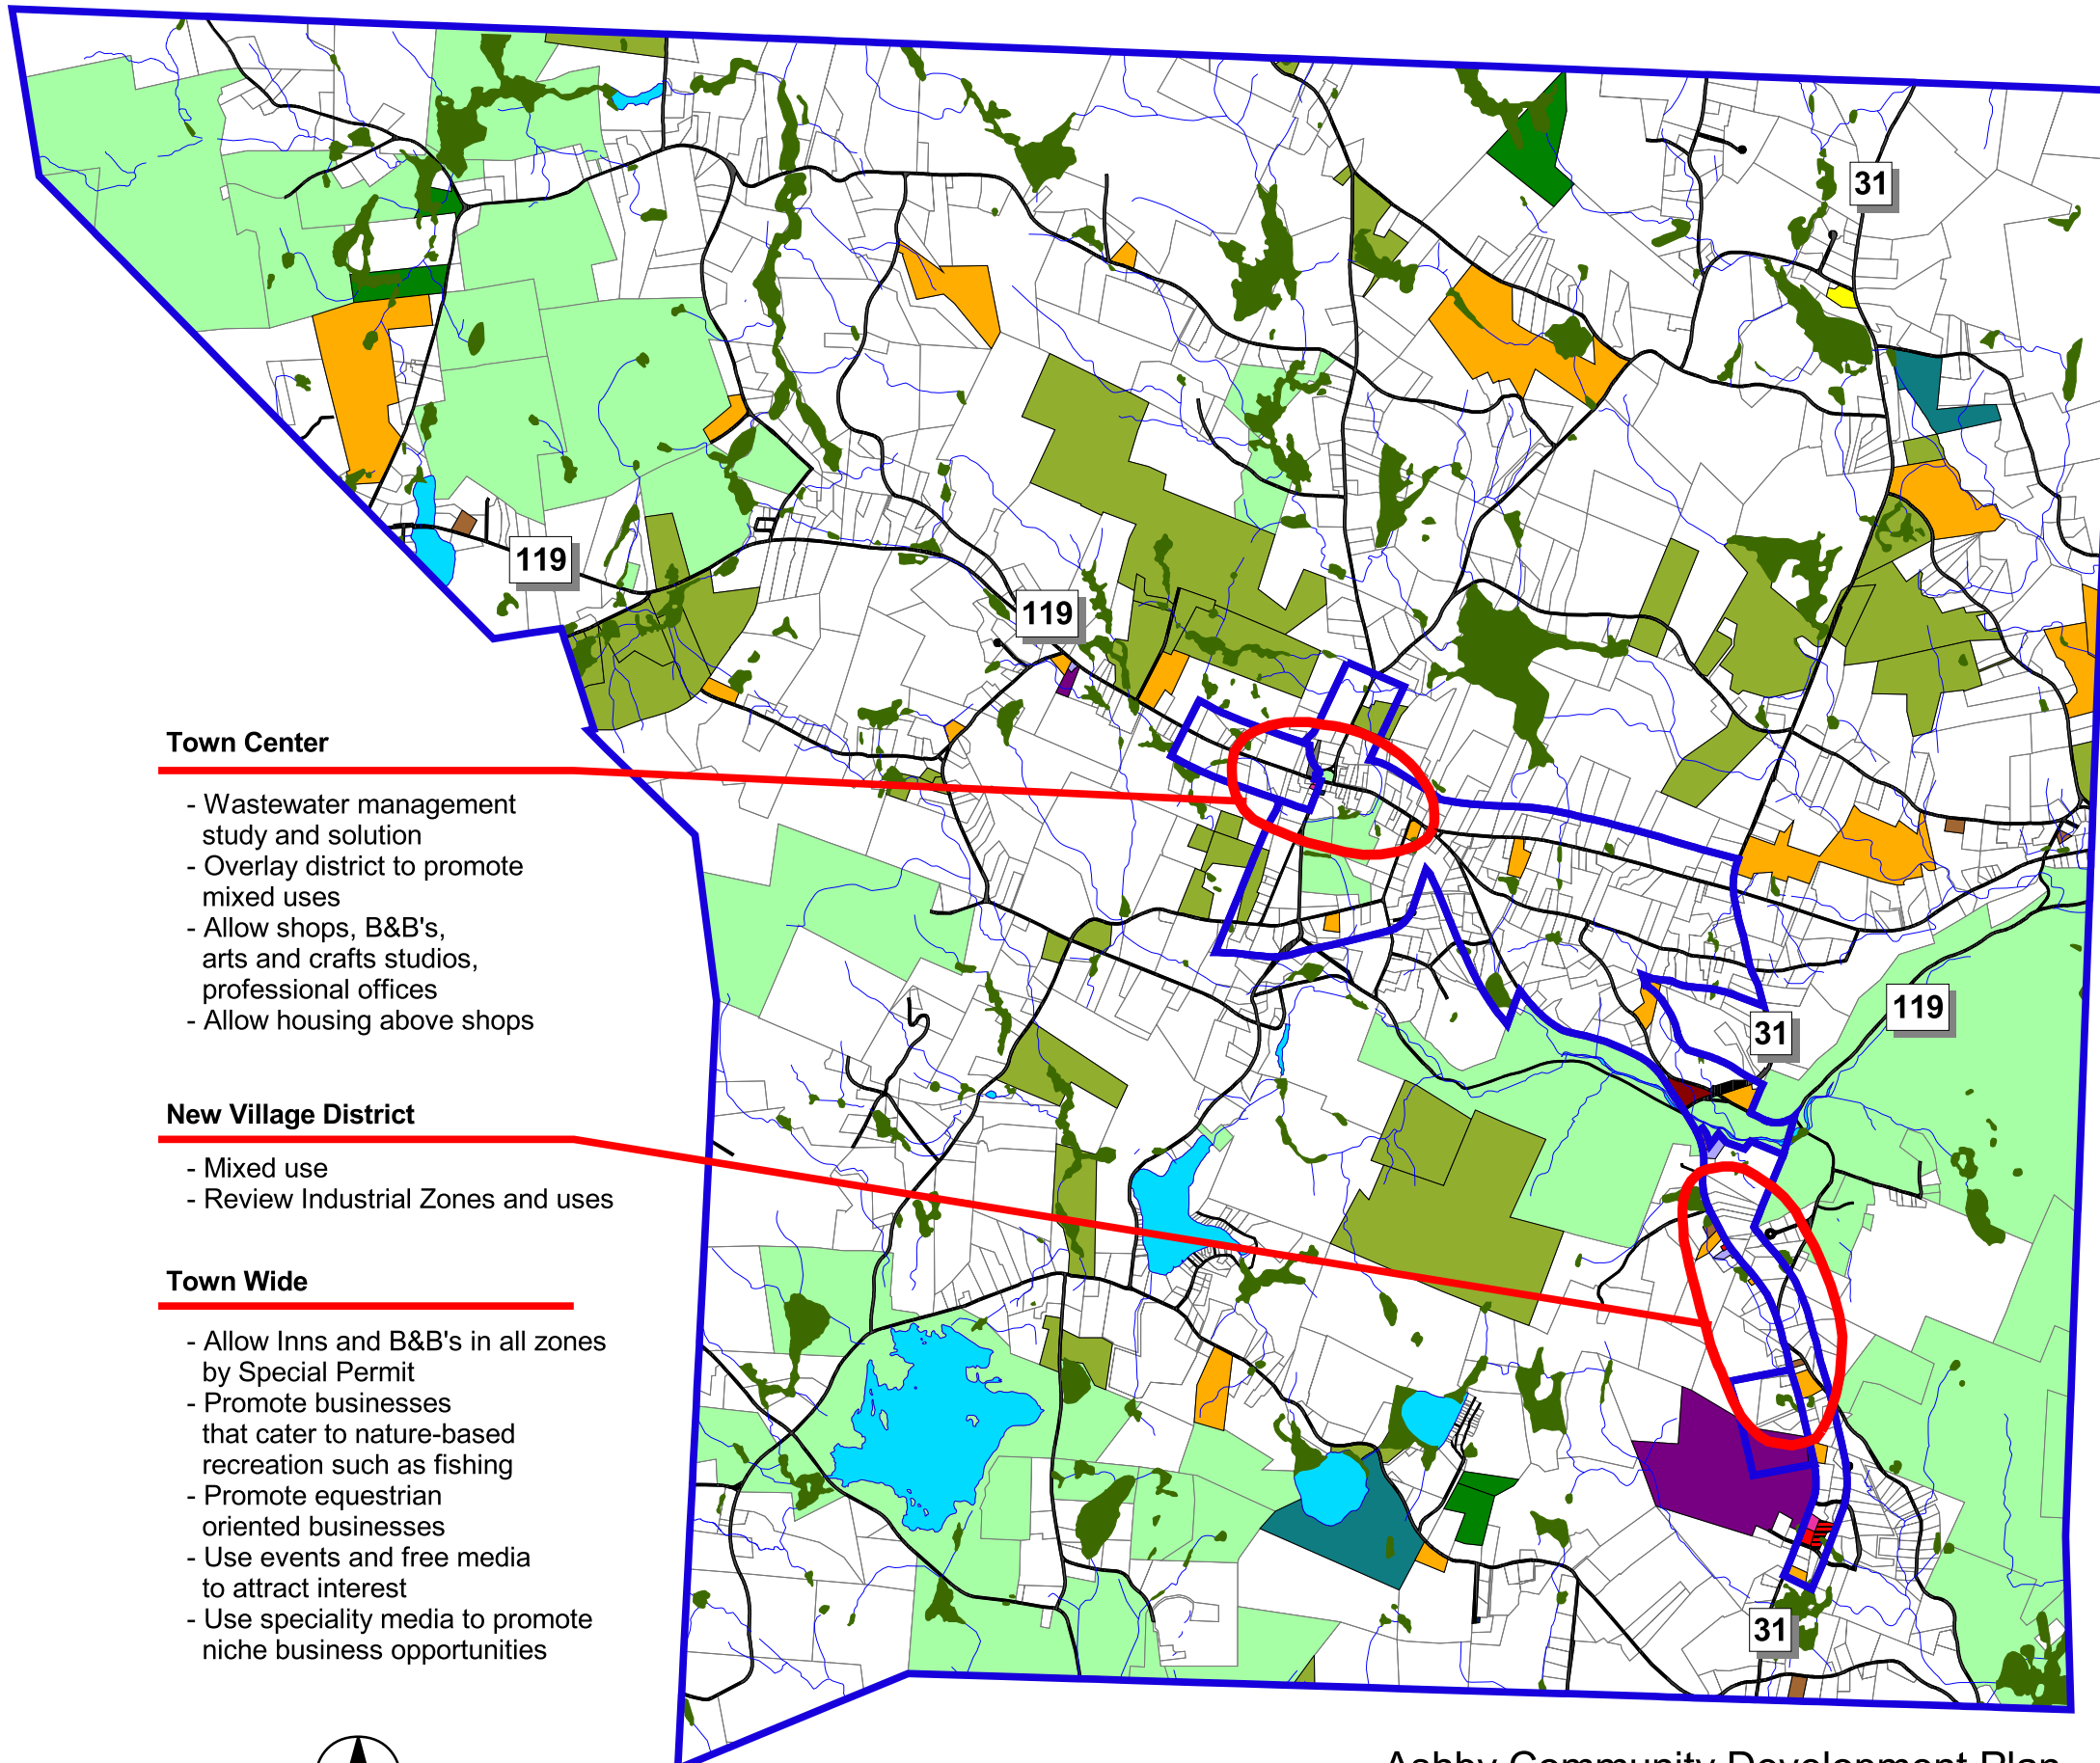 31
119
119
Town Center
- Wastewater management
study and solution
- Overlay district to promote
mixed uses
- Allow shops, B&B's,
arts and crafts studios,
professional offices
- Allow housing above shops
119
31
New Village District
- Mixed use
- Review Industrial Zones and uses
Town Wide
- Allow Inns and B&B's in all zones
by Special Permit
- Promote businesses
that cater to nature-based
recreation such as fishing
- Promote equestrian
oriented businesses
- Use events and free media
to attract interest
- Use speciality media to promote
niche business opportunities
31
Ashby Community Development Plan